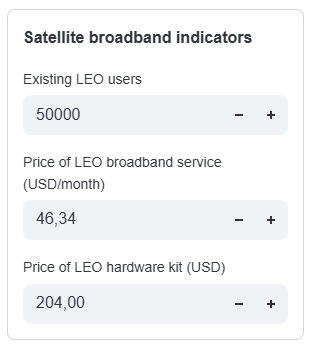 Satellite broadband indicators
Existing LEO users
50000 − +
Price of LEO broadband service
(USD/month)
46,34 − +
Price of LEO hardware kit (USD)
204,00 − +